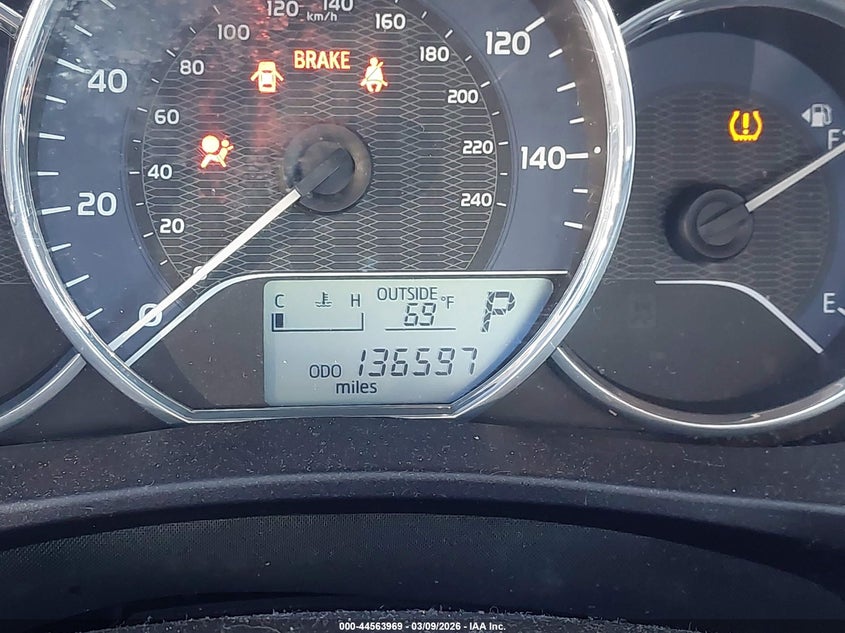 120 140
km/h
100 160
BRAKE
80 180
120
40
60 200
F
40 220
140
20
20 240
0
C H OUTSIDE °F P
69
E
ODO 136597
miles
000-44563969 - 03/09/2026 - IAA Inc.